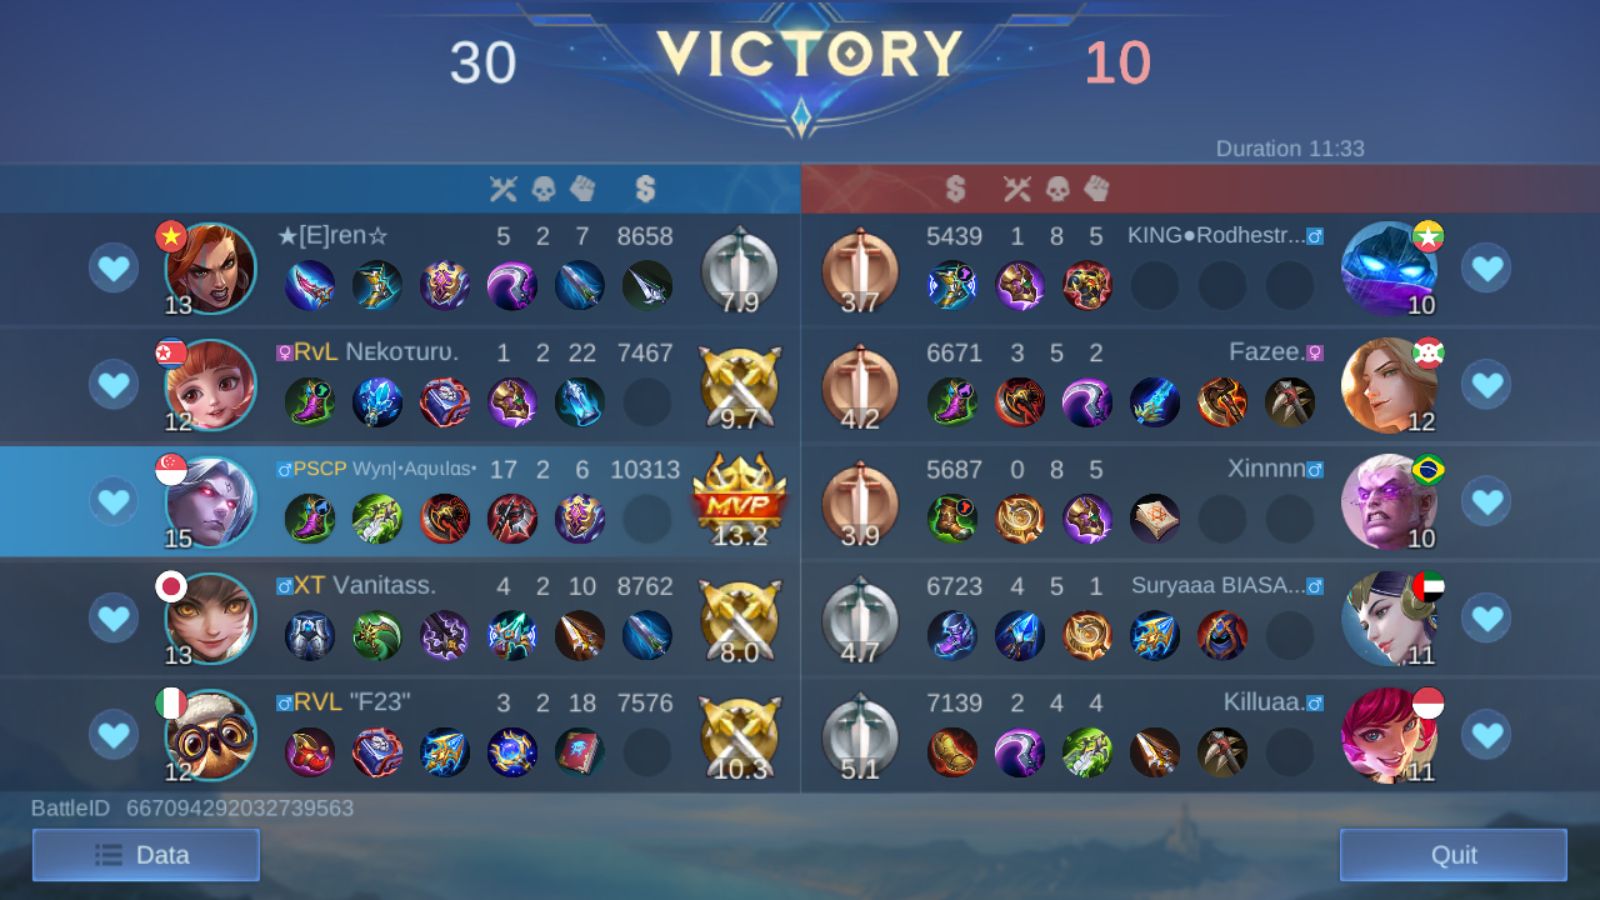 30 VICTORY 10
Duration 11:33
★[E]ren☆ 5 2 7 8658
13 7.9
5439 1 8 5 KING●Rodhestr...
3.7 10
RvL Nᴇkoтuru. 1 2 22 7467
12 9.7
6671 3 5 2 Fazee.
4.2 12
PSCP Wyn|•Aquιlas• 17 2 6 10313
MVP
15 13.2
5687 0 8 5 Xinnnn
3.9 10
XT Vanitass. 4 2 10 8762
13 8.0
6723 4 5 1 Suryaaa BIASA...
4.7 11
RVL "F23" 3 2 18 7576
12 10.3
7139 2 4 4 Killuaa.
5.1 11
BattleID 667094292032739563
Data
Quit